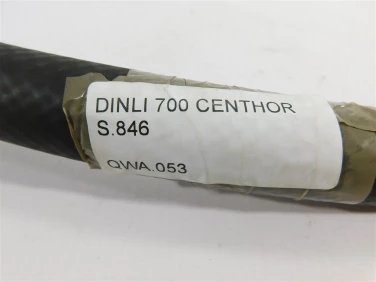 DINLI 700 CENTHOR
S.846
QWA.053